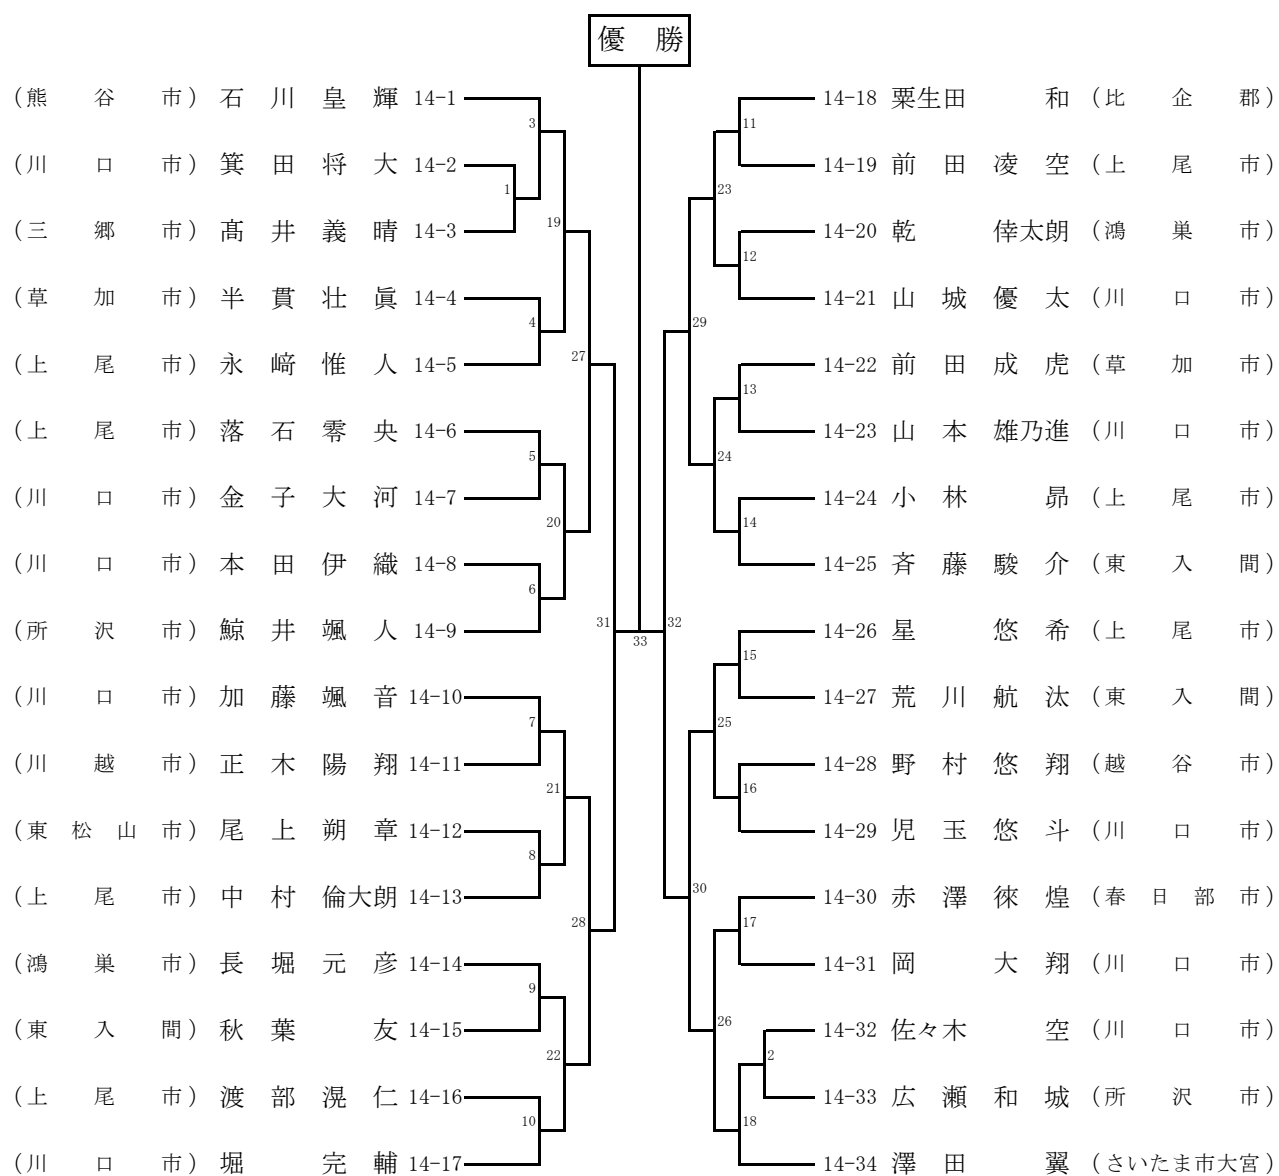 優 勝
(熊谷市) 石川皇輝 14-1
(川口市) 箕田将大 14-2
(三郷市) 髙井義晴 14-3
(草加市) 半貫壮眞 14-4
(上尾市) 永﨑惟人 14-5
(上尾市) 落石零央 14-6
(川口市) 金子大河 14-7
(川口市) 本田伊織 14-8
(所沢市) 鯨井颯人 14-9
(川口市) 加藤颯音 14-10
(川越市) 正木陽翔 14-11
(東松山市) 尾上朔章 14-12
(上尾市) 中村倫大朗 14-13
(鴻巣市) 長堀元彦 14-14
(東入間) 秋葉友 14-15
(上尾市) 渡部滉仁 14-16
(川口市) 堀完輔 14-17
3
1
19
4
27
5
20
6
31
7
21
8
28
9
22
10
33
14-18 粟生田和 (比企郡)
14-19 前田凌空 (上尾市)
14-20 乾倖太朗 (鴻巣市)
14-21 山城優太 (川口市)
14-22 前田成虎 (草加市)
14-23 山本雄乃進 (川口市)
14-24 小林昴 (上尾市)
14-25 斉藤駿介 (東入間)
14-26 星悠希 (上尾市)
14-27 荒川航汰 (東入間)
14-28 野村悠翔 (越谷市)
14-29 児玉悠斗 (川口市)
14-30 赤澤徠煌 (春日部市)
14-31 岡大翔 (川口市)
14-32 佐々木空 (川口市)
14-33 広瀬和城 (所沢市)
14-34 澤田翼 (さいたま市大宮)
11
23
12
29
13
24
14
32
15
25
16
30
17
26
2
18